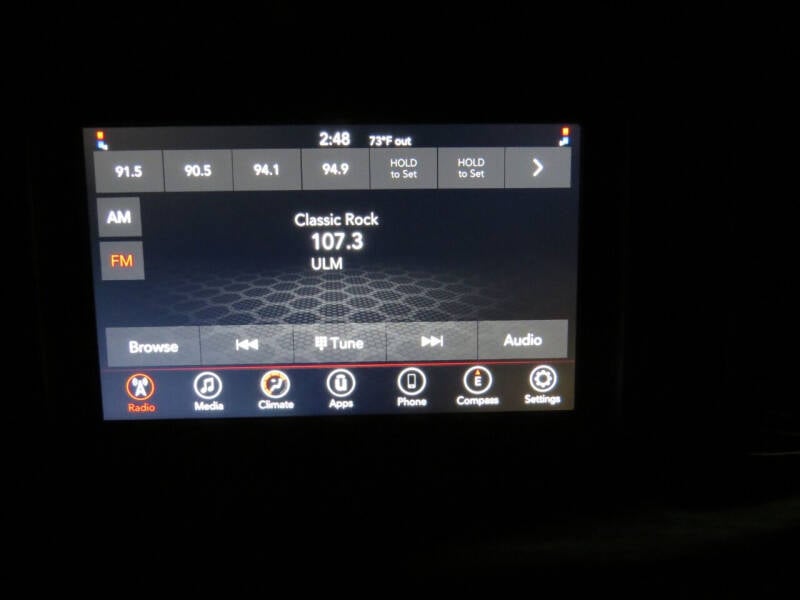 2:48 73°F out
91.5 90.5 94.1 94.9 HOLD to Set HOLD to Set
AM
FM
Classic Rock
107.3
ULM
Browse Tune Audio
Radio Media Climate Apps Phone E Compass Settings